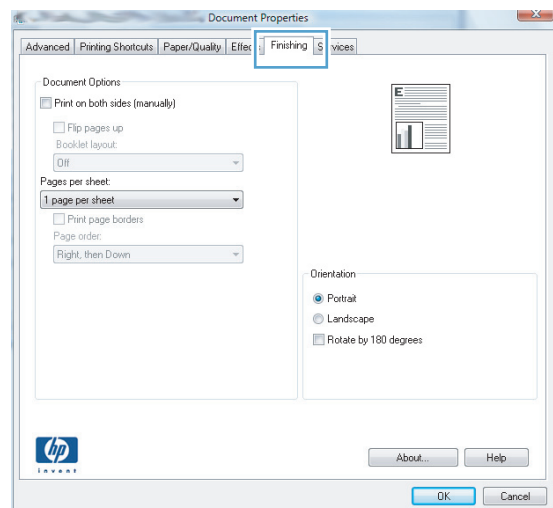 Document Properties
Advanced Printing Shortcuts Paper/Quality Finishing
Document Options
Print on both sides (manually)
Flip pages up
Booklet layout:
Off
Pages per sheet:
1 page per sheet
Print page borders
Page order:
Right, then Down
E
Orientation
Portrait
Landscape
Rotate by 180 degrees
hp
invent
About... Help
OK Cancel